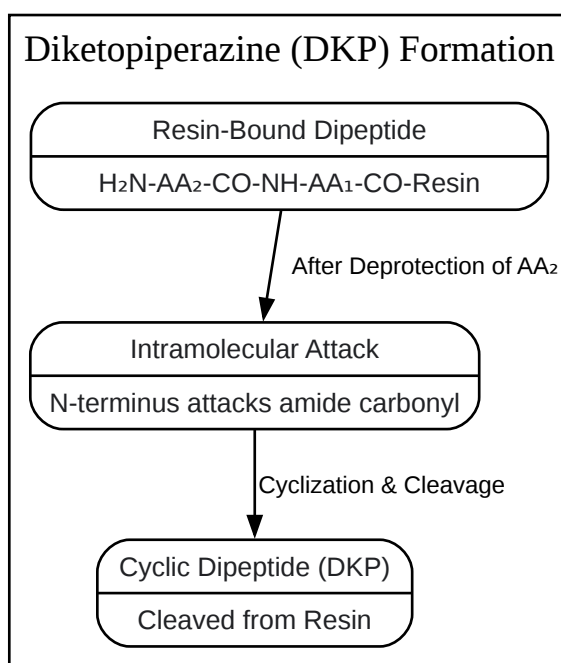 Diketopiperazine (DKP) Formation
Resin-Bound Dipeptide
H₂N-AA₂-CO-NH-AA₁-CO-Resin
After Deprotection of AA₂
Intramolecular Attack
N-terminus attacks amide carbonyl
Cyclization & Cleavage
Cyclic Dipeptide (DKP)
Cleaved from Resin